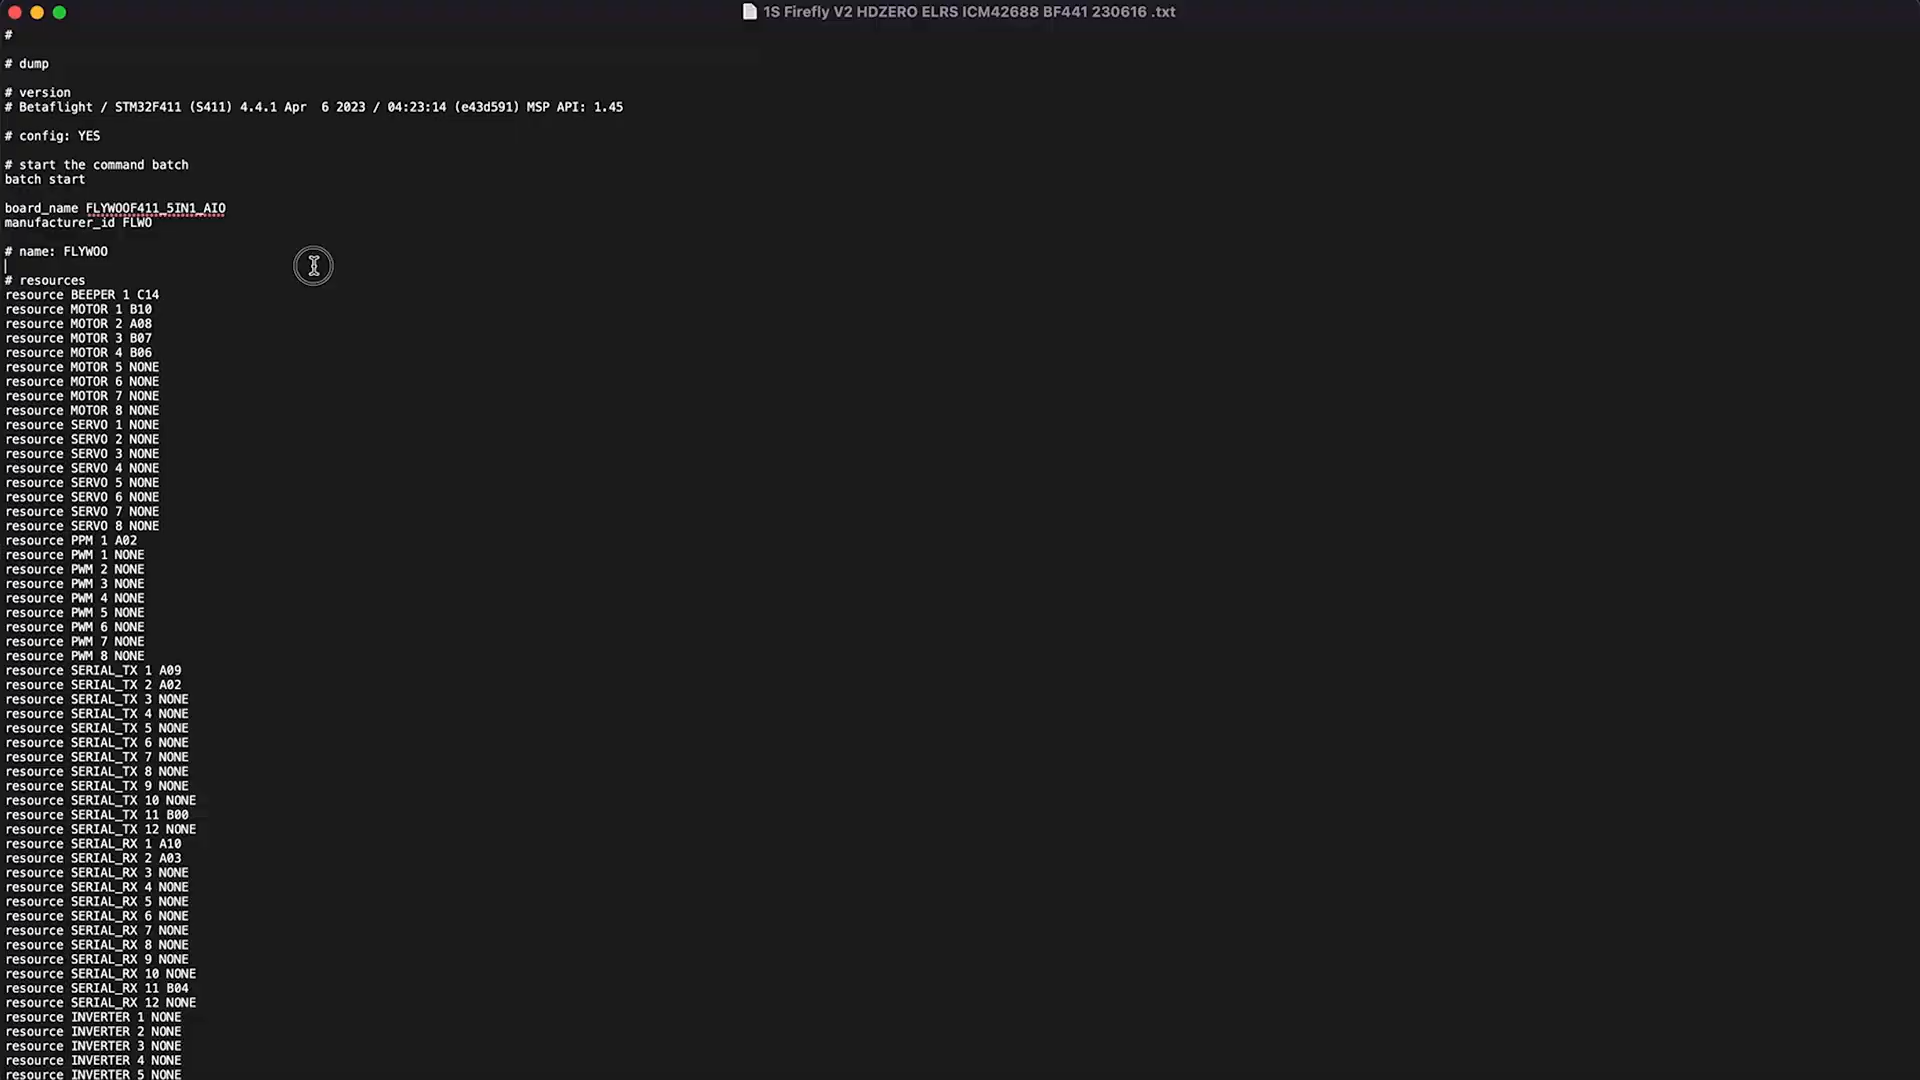 1S Firefly V2 HDZERO ELRS ICM42688 BF441 230616 .txt
#
# dump
# version
# Betaflight / STM32F411 (S411) 4.4.1 Apr  6 2023 / 04:23:14 (e43d591) MSP API: 1.45
# config: YES
# start the command batch
batch start
board_name FLYWOOF411_5IN1_AIO
manufacturer_id FLWO
# name: FLYWOO
# resources
resource BEEPER 1 C14
resource MOTOR 1 B10
resource MOTOR 2 A08
resource MOTOR 3 B07
resource MOTOR 4 B06
resource MOTOR 5 NONE
resource MOTOR 6 NONE
resource MOTOR 7 NONE
resource MOTOR 8 NONE
resource SERVO 1 NONE
resource SERVO 2 NONE
resource SERVO 3 NONE
resource SERVO 4 NONE
resource SERVO 5 NONE
resource SERVO 6 NONE
resource SERVO 7 NONE
resource SERVO 8 NONE
resource PPM 1 A02
resource PWM 1 NONE
resource PWM 2 NONE
resource PWM 3 NONE
resource PWM 4 NONE
resource PWM 5 NONE
resource PWM 6 NONE
resource PWM 7 NONE
resource PWM 8 NONE
resource SERIAL_TX 1 A09
resource SERIAL_TX 2 A02
resource SERIAL_TX 3 NONE
resource SERIAL_TX 4 NONE
resource SERIAL_TX 5 NONE
resource SERIAL_TX 6 NONE
resource SERIAL_TX 7 NONE
resource SERIAL_TX 8 NONE
resource SERIAL_TX 9 NONE
resource SERIAL_TX 10 NONE
resource SERIAL_TX 11 B00
resource SERIAL_TX 12 NONE
resource SERIAL_RX 1 A10
resource SERIAL_RX 2 A03
resource SERIAL_RX 3 NONE
resource SERIAL_RX 4 NONE
resource SERIAL_RX 5 NONE
resource SERIAL_RX 6 NONE
resource SERIAL_RX 7 NONE
resource SERIAL_RX 8 NONE
resource SERIAL_RX 9 NONE
resource SERIAL_RX 10 NONE
resource SERIAL_RX 11 B04
resource SERIAL_RX 12 NONE
resource INVERTER 1 NONE
resource INVERTER 2 NONE
resource INVERTER 3 NONE
resource INVERTER 4 NONE
resource INVERTER 5 NONE